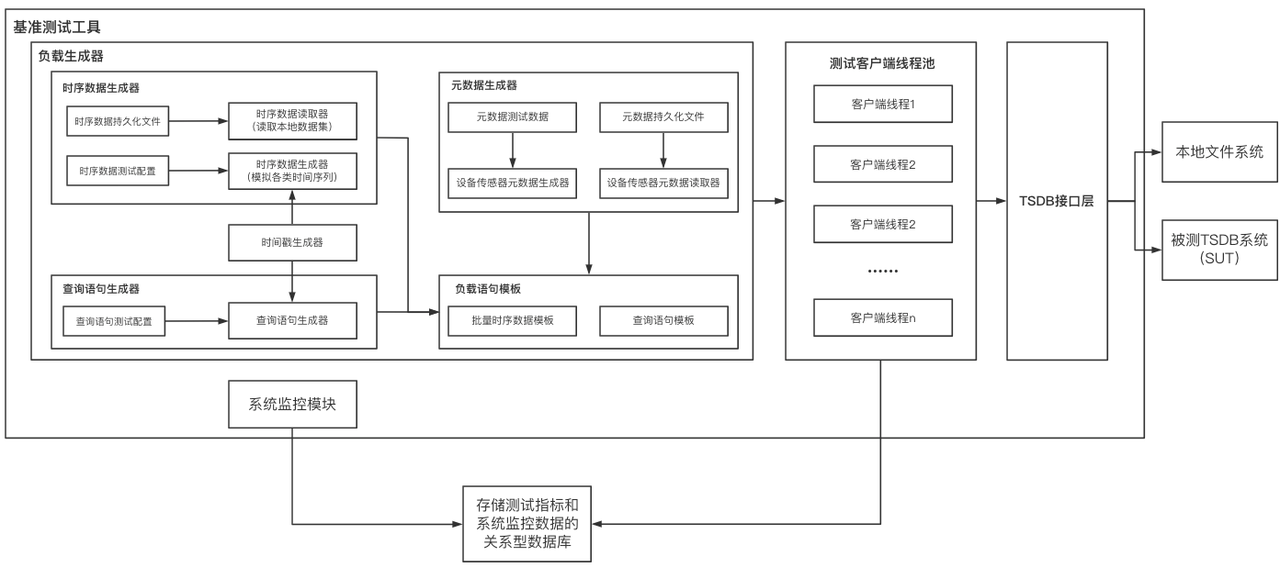 基准测试工具
负载生成器
时序数据生成器
时序数据持久化文件
时序数据读取器
（读取本地数据集）
时序数据测试配置
时序数据生成器
（模拟各类时间序列）
时间戳生成器
查询语句生成器
查询语句测试配置
查询语句生成器
元数据生成器
元数据测试数据
元数据持久化文件
设备传感器元数据生成器
设备传感器元数据读取器
负载语句模板
批量时序数据模板
查询语句模板
测试客户端线程池
客户端线程1
客户端线程2
客户端线程2
······
客户端线程n
TSDB接口层
本地文件系统
被测TSDB系统
（SUT）
系统监控模块
存储测试指标和
系统监控数据的
关系型数据库